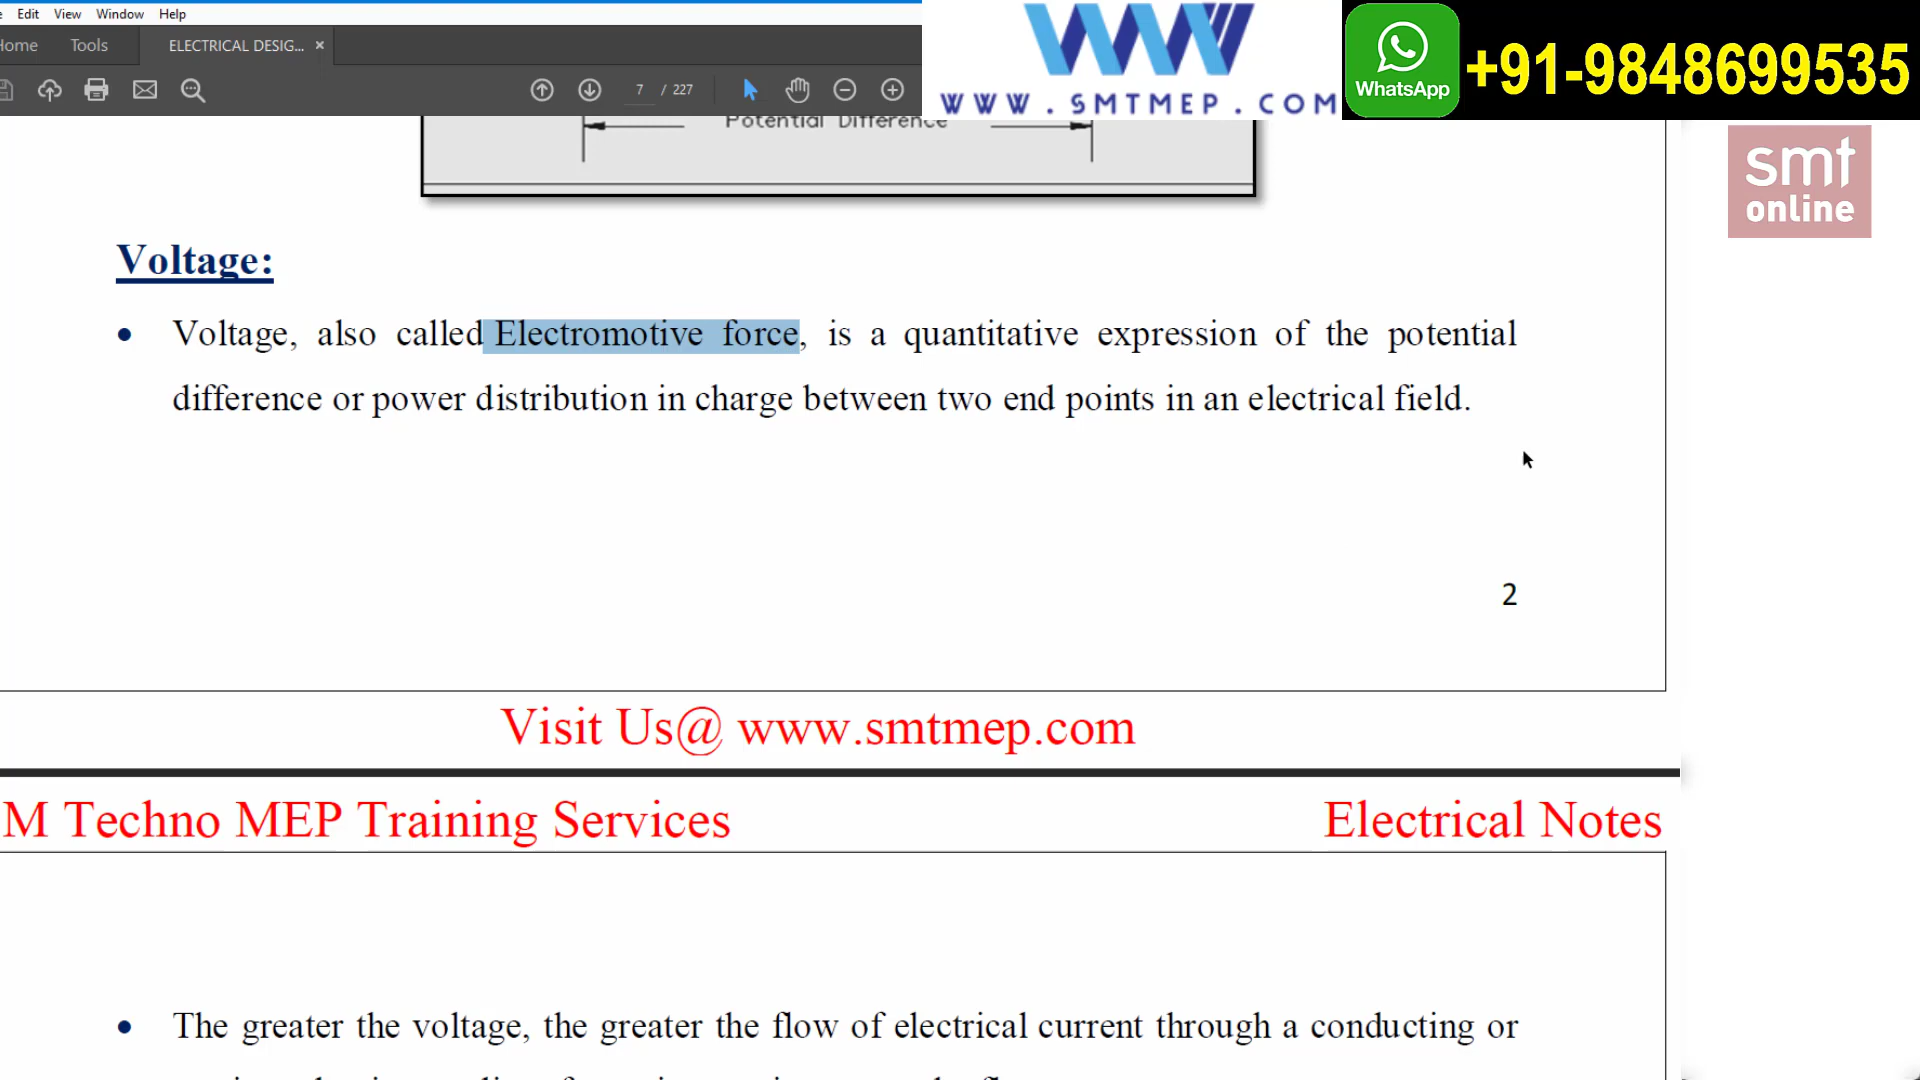 Edit View Window Help
Home Tools ELECTRICAL DESIG... ×
7 / 227
WWW.SMTMEP.COM
WhatsApp
+91-9848699535
smt
online
Potential Difference
Voltage:
• Voltage, also called Electromotive force, is a quantitative expression of the potential
difference or power distribution in charge between two end points in an electrical field.
2
Visit Us@ www.smtmep.com
M Techno MEP Training Services Electrical Notes
• The greater the voltage, the greater the flow of electrical current through a conducting or